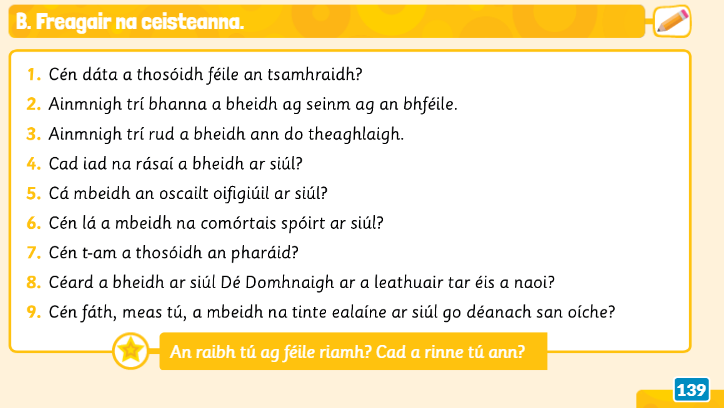 B. Freagair na ceisteanna.
1. Cén dáta a thosóidh féile an tsamhraidh?
2. Ainmnigh trí bhanna a bheidh ag seinm ag an bhféile.
3. Ainmnigh trí rud a bheidh ann do theaghlaigh.
4. Cad iad na rásaí a bheidh ar siúl?
5. Cá mbeidh an oscailt oifigiúil ar siúl?
6. Cén lá a mbeidh na comórtais spóirt ar siúl?
7. Cén t-am a thosóidh an pharáid?
8. Céard a bheidh ar siúl Dé Domhnaigh ar a leathuair tar éis a naoi?
9. Cén fáth, meas tú, a mbeidh na tinte ealaíne ar siúl go déanach san oíche?
An raibh tú ag féile riamh? Cad a rinne tú ann?
139